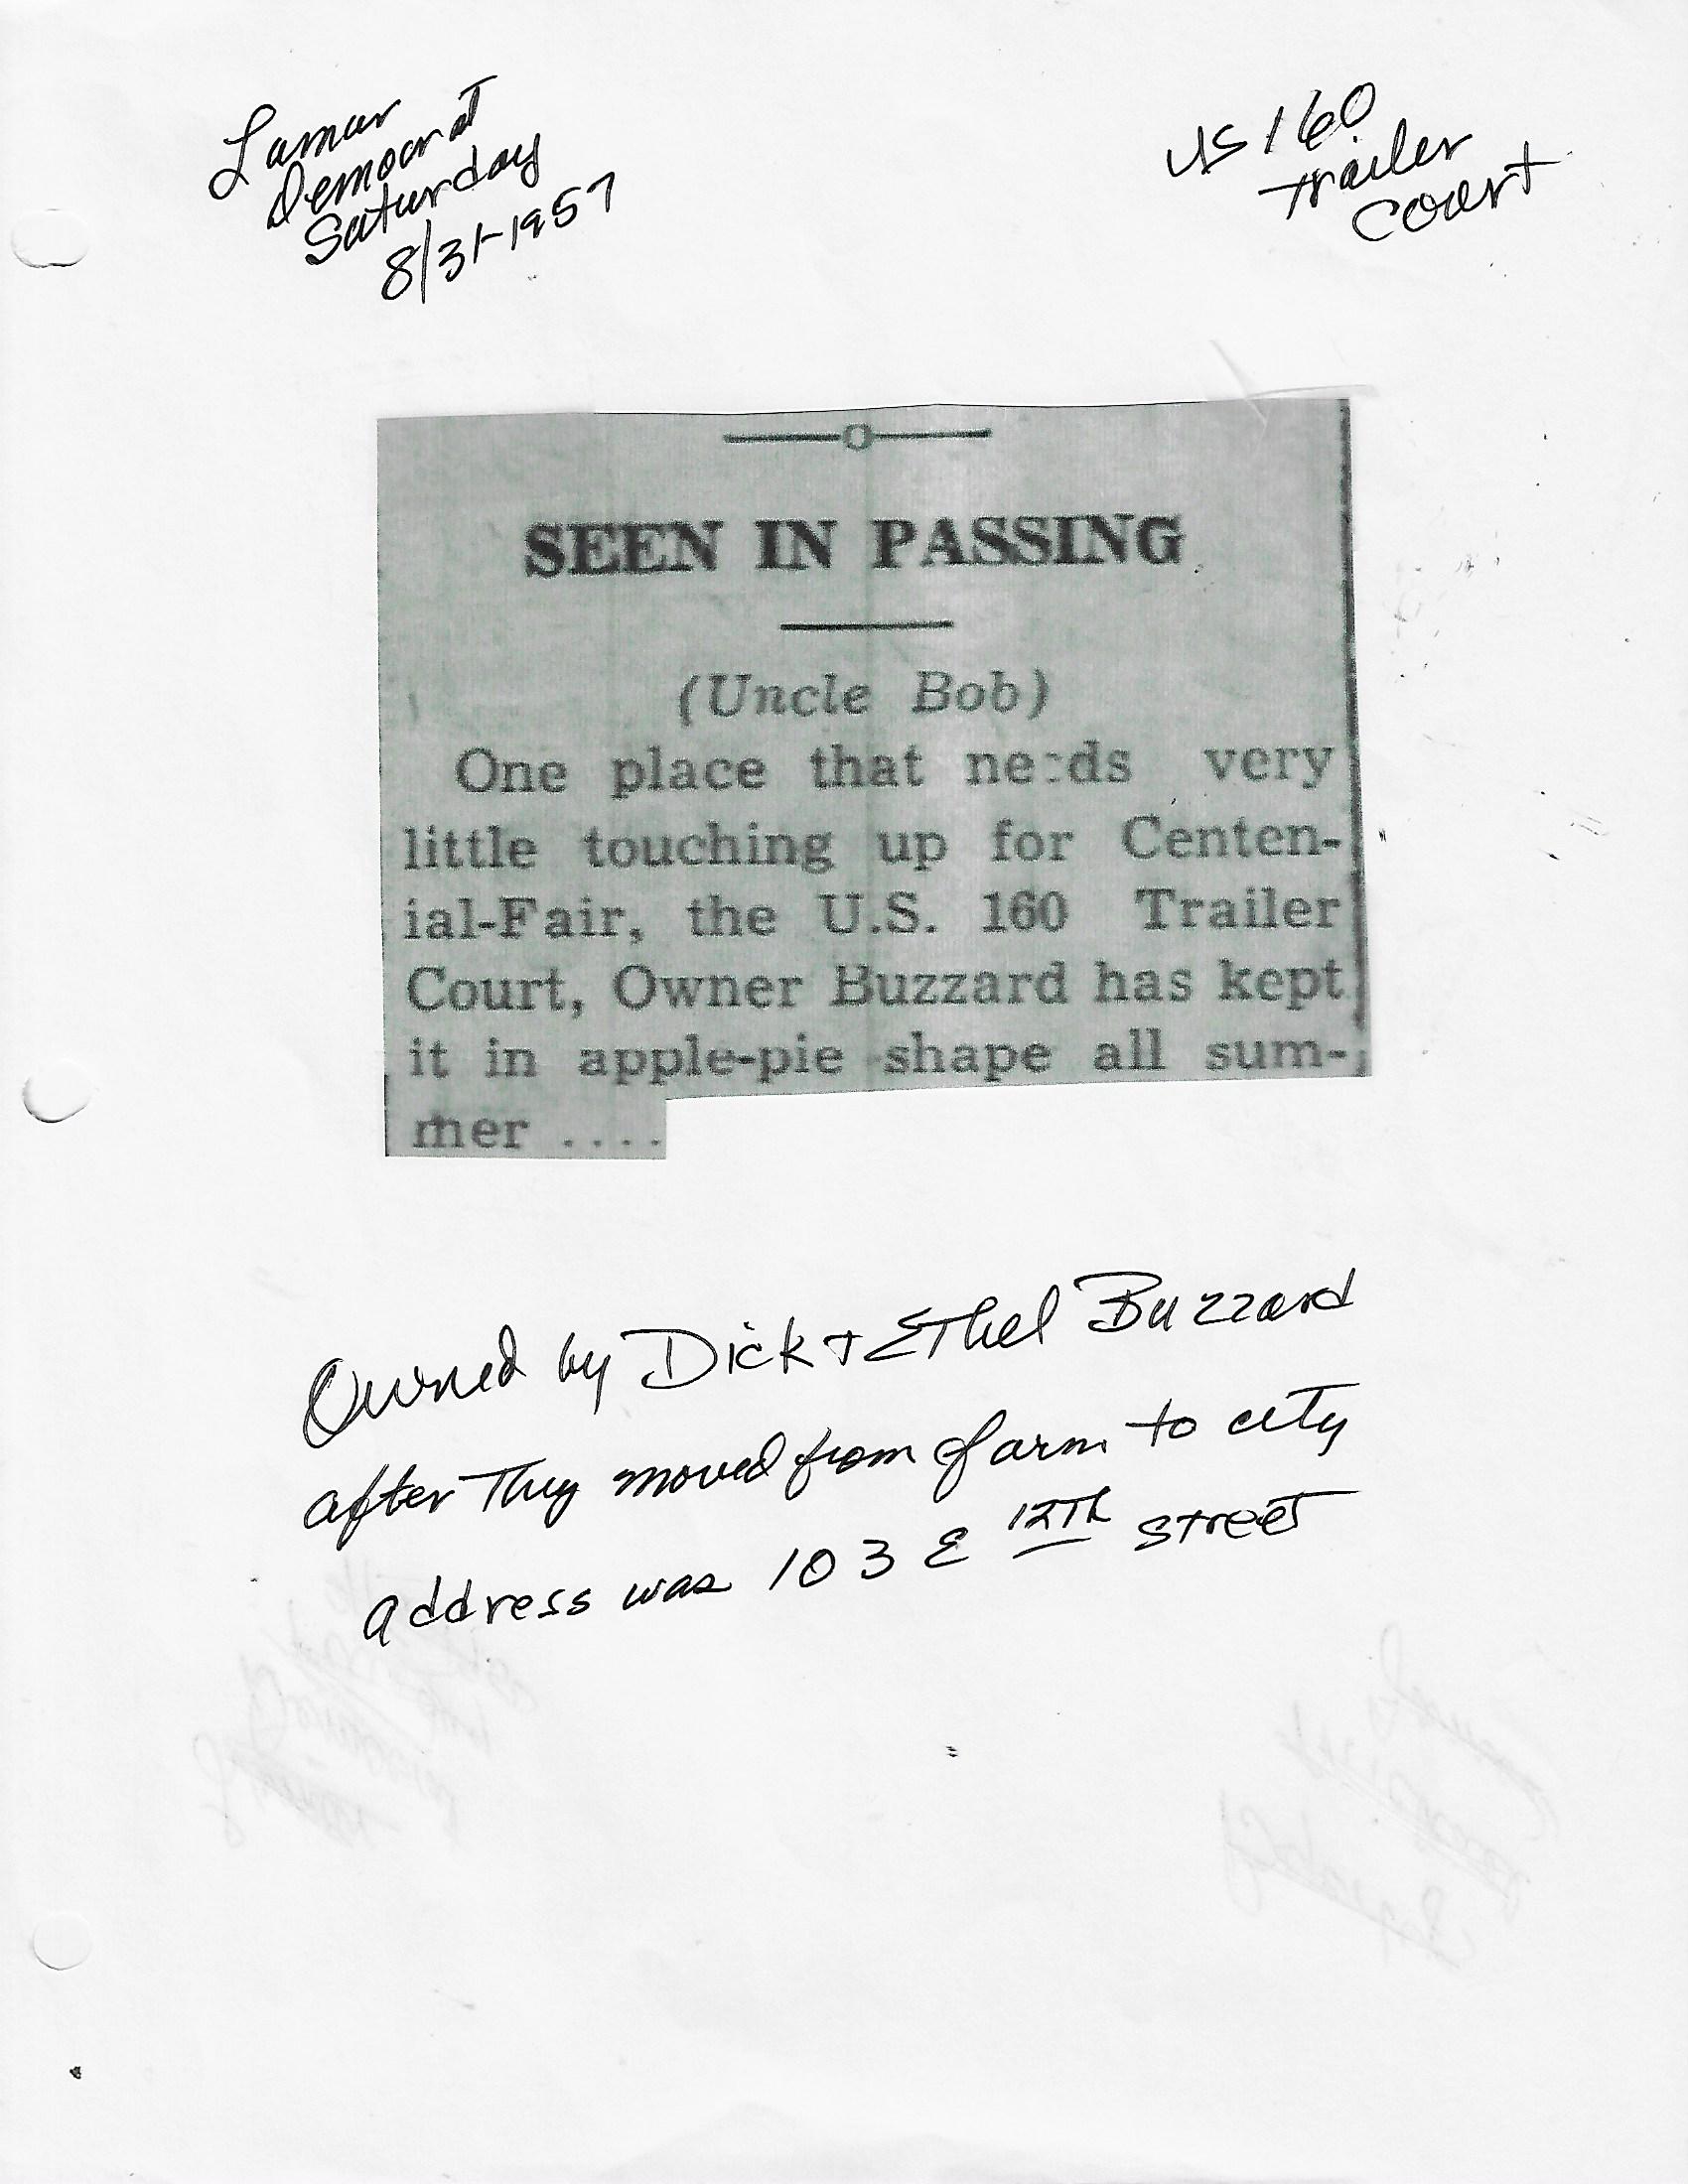 Lamar
Democrat
Saturday
8/31-1957
US 160
Trailer
Court
SEEN IN PASSING
(Uncle Bob)
One place that needs very
little touching up for Centen-
ial-Fair, the U.S. 160 Trailer
Court, Owner Buzzard has kept
it in apple-pie shape all sum-
mer ....
Owned by Dick + Ethel Buzzard
after They moved from farm to city
address was 103 E 12Th street